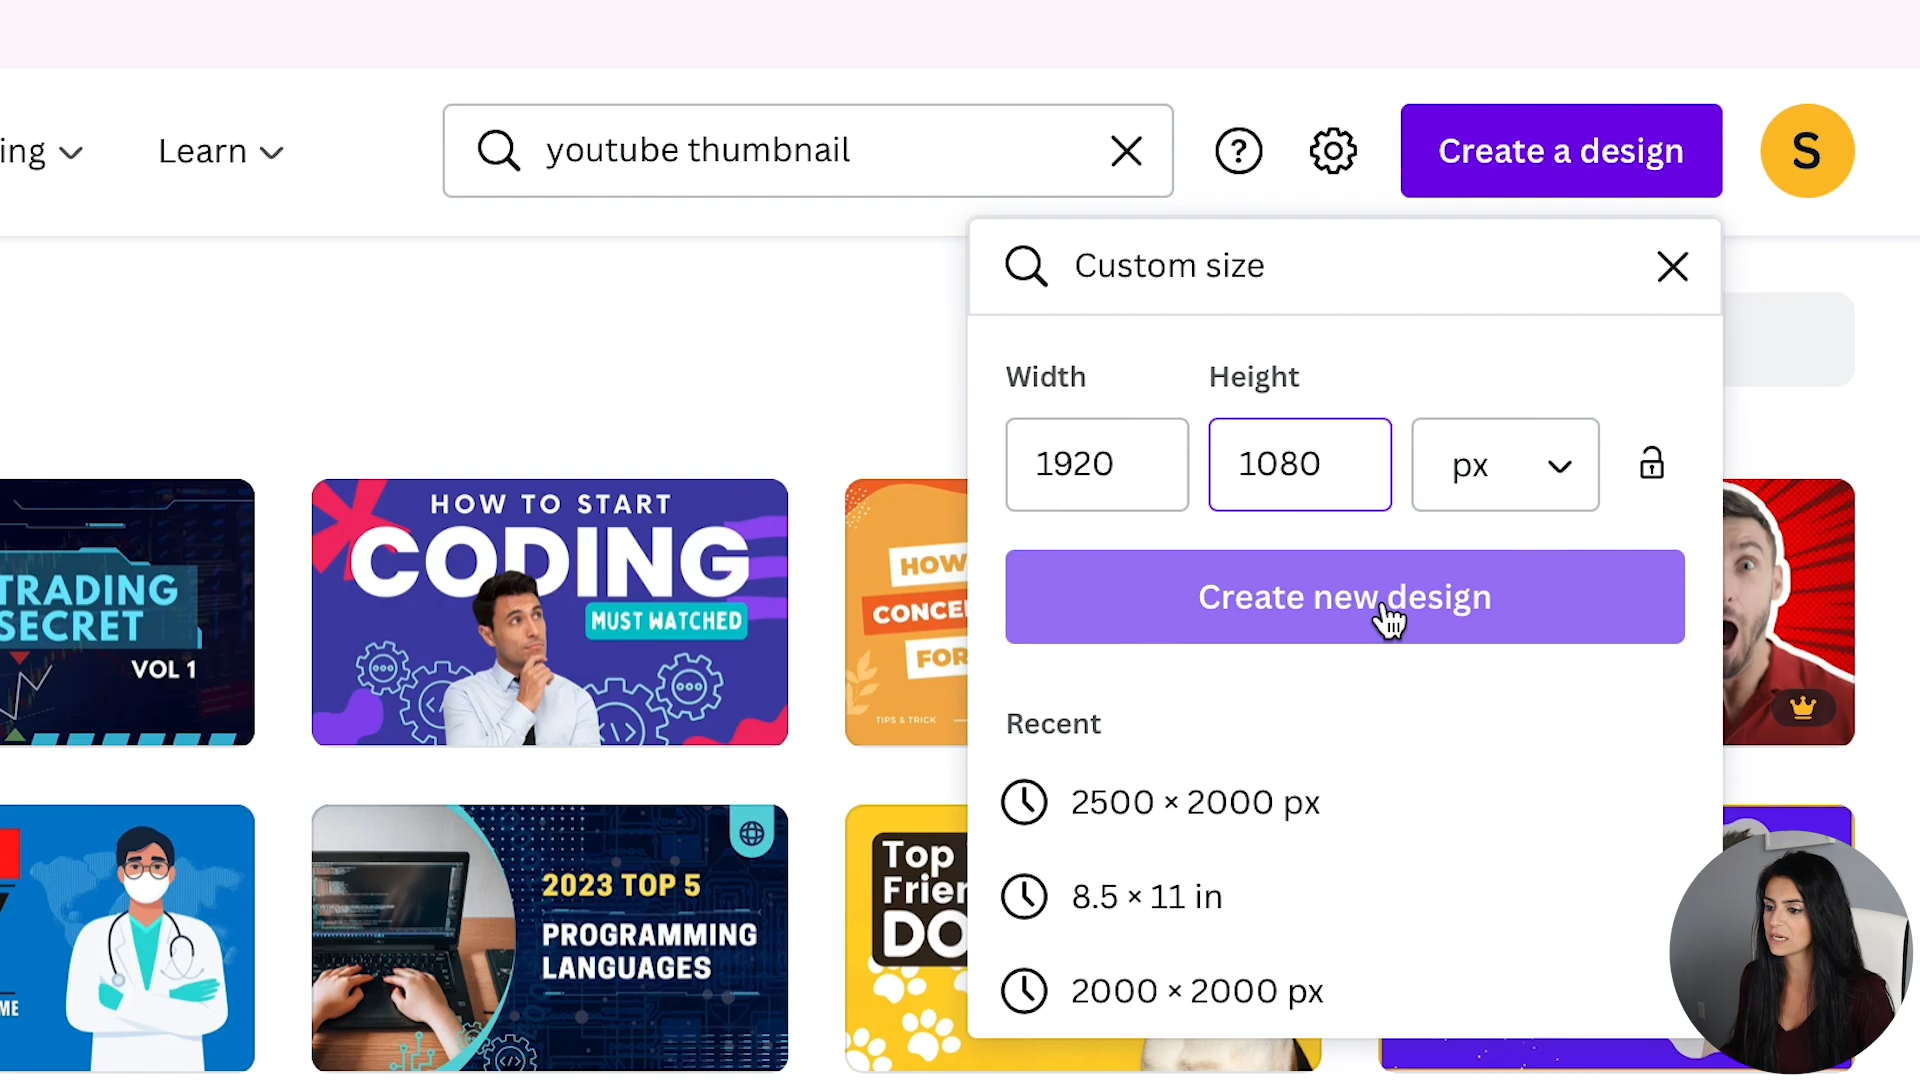 ing
Learn
youtube thumbnail
?
Create a design
S
Custom size
Width
Height
1920
1080
px
Create new design
Recent
2500 × 2000 px
8.5 × 11 in
2000 × 2000 px
TRADING
SECRET
VOL 1
HOW TO START
CODING
MUST WATCHED
HOW
CONCE
FOR
TIPS & TRICK
ME
2023 TOP 5
PROGRAMMING
LANGUAGES
Top
Frien
DO